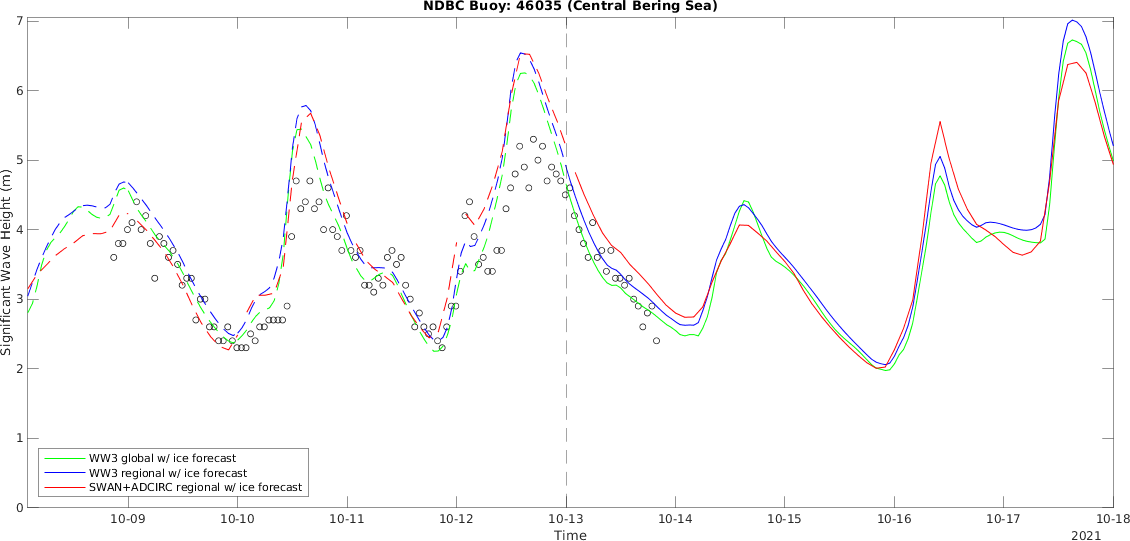 NDBC Buoy: 46035 (Central Bering Sea)
7
6
5
4
3
2
1
0
Significant Wave Height (m)
WW3 global w/ ice forecast
WW3 regional w/ ice forecast
SWAN+ADCIRC regional w/ ice forecast
10-09 10-10 10-11 10-12 10-13 10-14 10-15 10-16 10-17 10-18
Time
2021